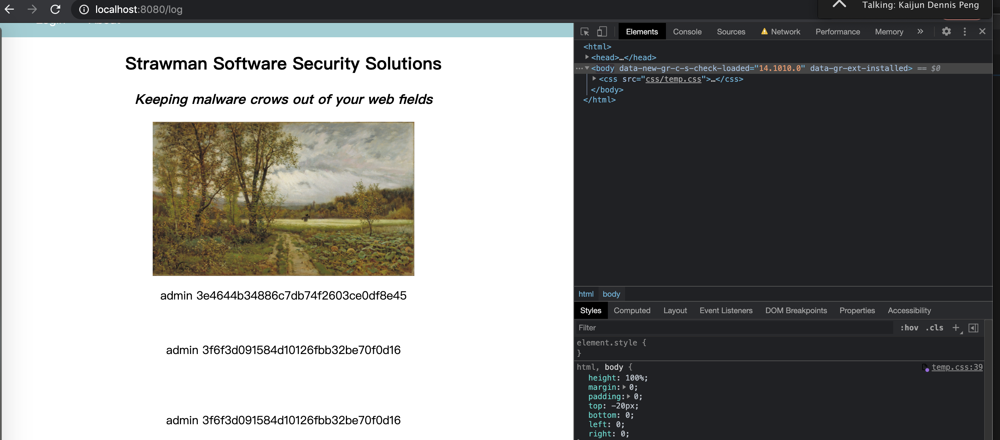 localhost:8080/log
Talking: Kaijun Dennis Peng
Login About
Strawman Software Security Solutions
Keeping malware crows out of your web fields
admin 3e4644b34886c7db74f2603ce0df8e45
admin 3f6f3d091584d10126fbb32be70f0d16
admin 3f6f3d091584d10126fbb32be70f0d16
Elements Console Sources Network Performance Memory »
<html>
<head>…</head>
<body data-new-gr-c-s-check-loaded="14.1010.0" data-gr-ext-installed> == $0
<css src="css/temp.css">…</css>
</body>
</html>
html body
Styles Computed Layout Event Listeners DOM Breakpoints Properties Accessibility
Filter :hov .cls +
element.style {
}
html, body { temp.css:39
height: 100%;
margin: 0;
padding: 0;
top: -20px;
bottom: 0;
left: 0;
right: 0;